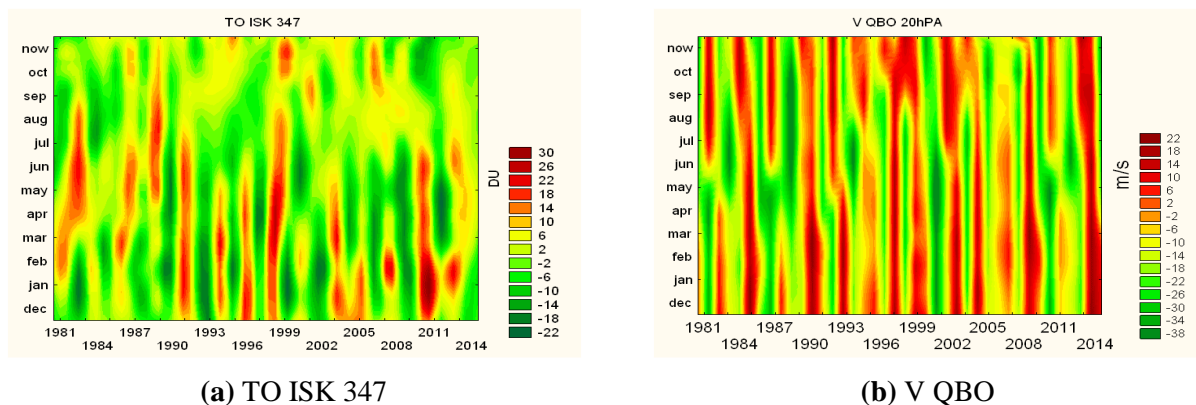 TO ISK 347
now
oct
sep
aug
jul
jun
may
apr
mar
feb
jan
dec
1981 1987 1993 1999 2005 2011
1984 1990 1996 2002 2008 2014
DU
30
26
22
18
14
10
6
2
-2
-6
-10
-14
-18
-22
(a) TO ISK 347
V QBO 20hPA
now
oct
sep
aug
jul
jun
may
apr
mar
feb
jan
dec
1981 1987 1993 1999 2005 2011
1984 1990 1996 2002 2008 2014
m/s
22
18
14
10
6
2
-2
-6
-10
-14
-18
-22
-26
-30
-34
-38
(b) V QBO